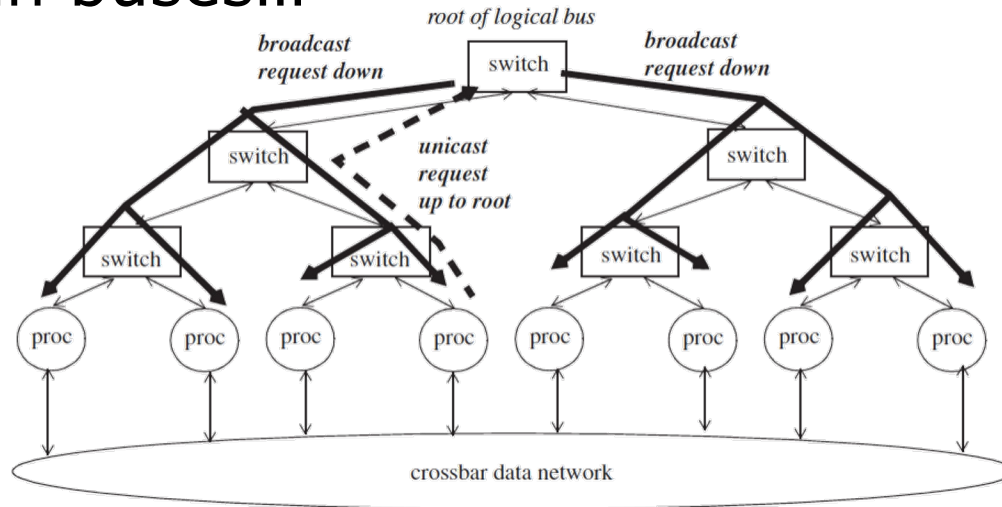 root of logical bus
broadcast
request down
switch
broadcast
request down
switch
unicast
request
up to root
switch
switch
switch
switch
switch
proc
proc
proc
proc
proc
proc
proc
proc
crossbar data network